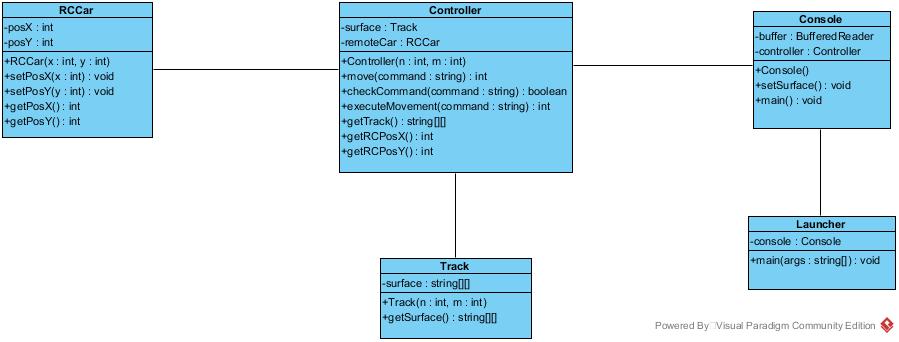 RCCar
-posX : int
-posY : int
+RCCar(x : int, y : int)
+setPosX(x : int) : void
+setPosY(y : int) : void
+getPosX() : int
+getPosY() : int
Controller
-surface : Track
-remoteCar : RCCar
+Controller(n : int, m : int)
+move(command : string) : int
+checkCommand(command : string) : boolean
+executeMovement(command : string) : int
+getTrack() : string[][]
+getRCPosX() : int
+getRCPosY() : int
Console
-buffer : BufferedReader
-controller : Controller
+Console()
+setSurface() : void
+main() : void
Track
-surface : string[][]
+Track(n : int, m : int)
+getSurface() : string[][]
Launcher
-console : Console
+main(args : string[]) : void
Powered By Visual Paradigm Community Edition